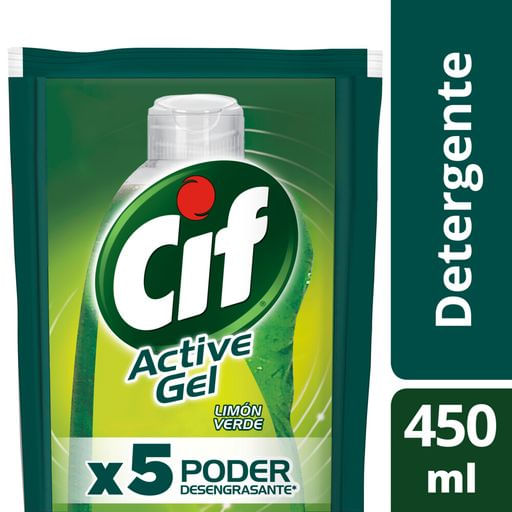 Cif
®
Active
Gel
LIMÓN
VERDE
x5 PODER
DESENGRASANTE*
Detergente
450
ml